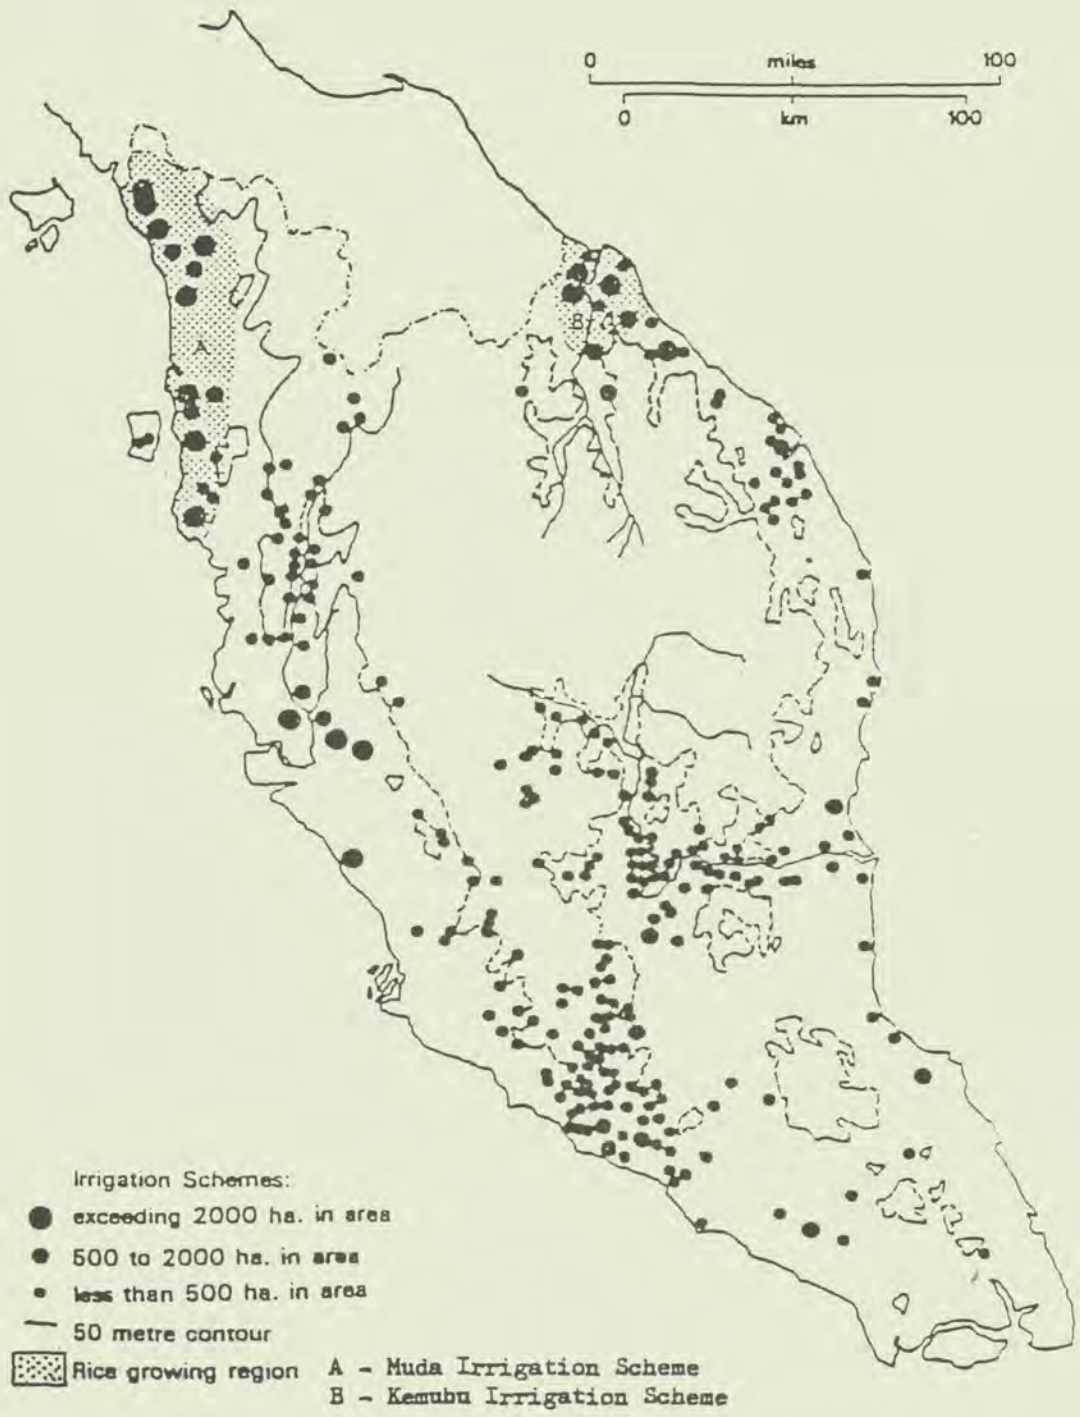 0 miles 100
0 km 100
A
B
Irrigation Schemes:
exceeding 2000 ha. in area
500 to 2000 ha. in area
less than 500 ha. in area
50 metre contour
Rice growing region A - Muda Irrigation Scheme
B - Kemubu Irrigation Scheme